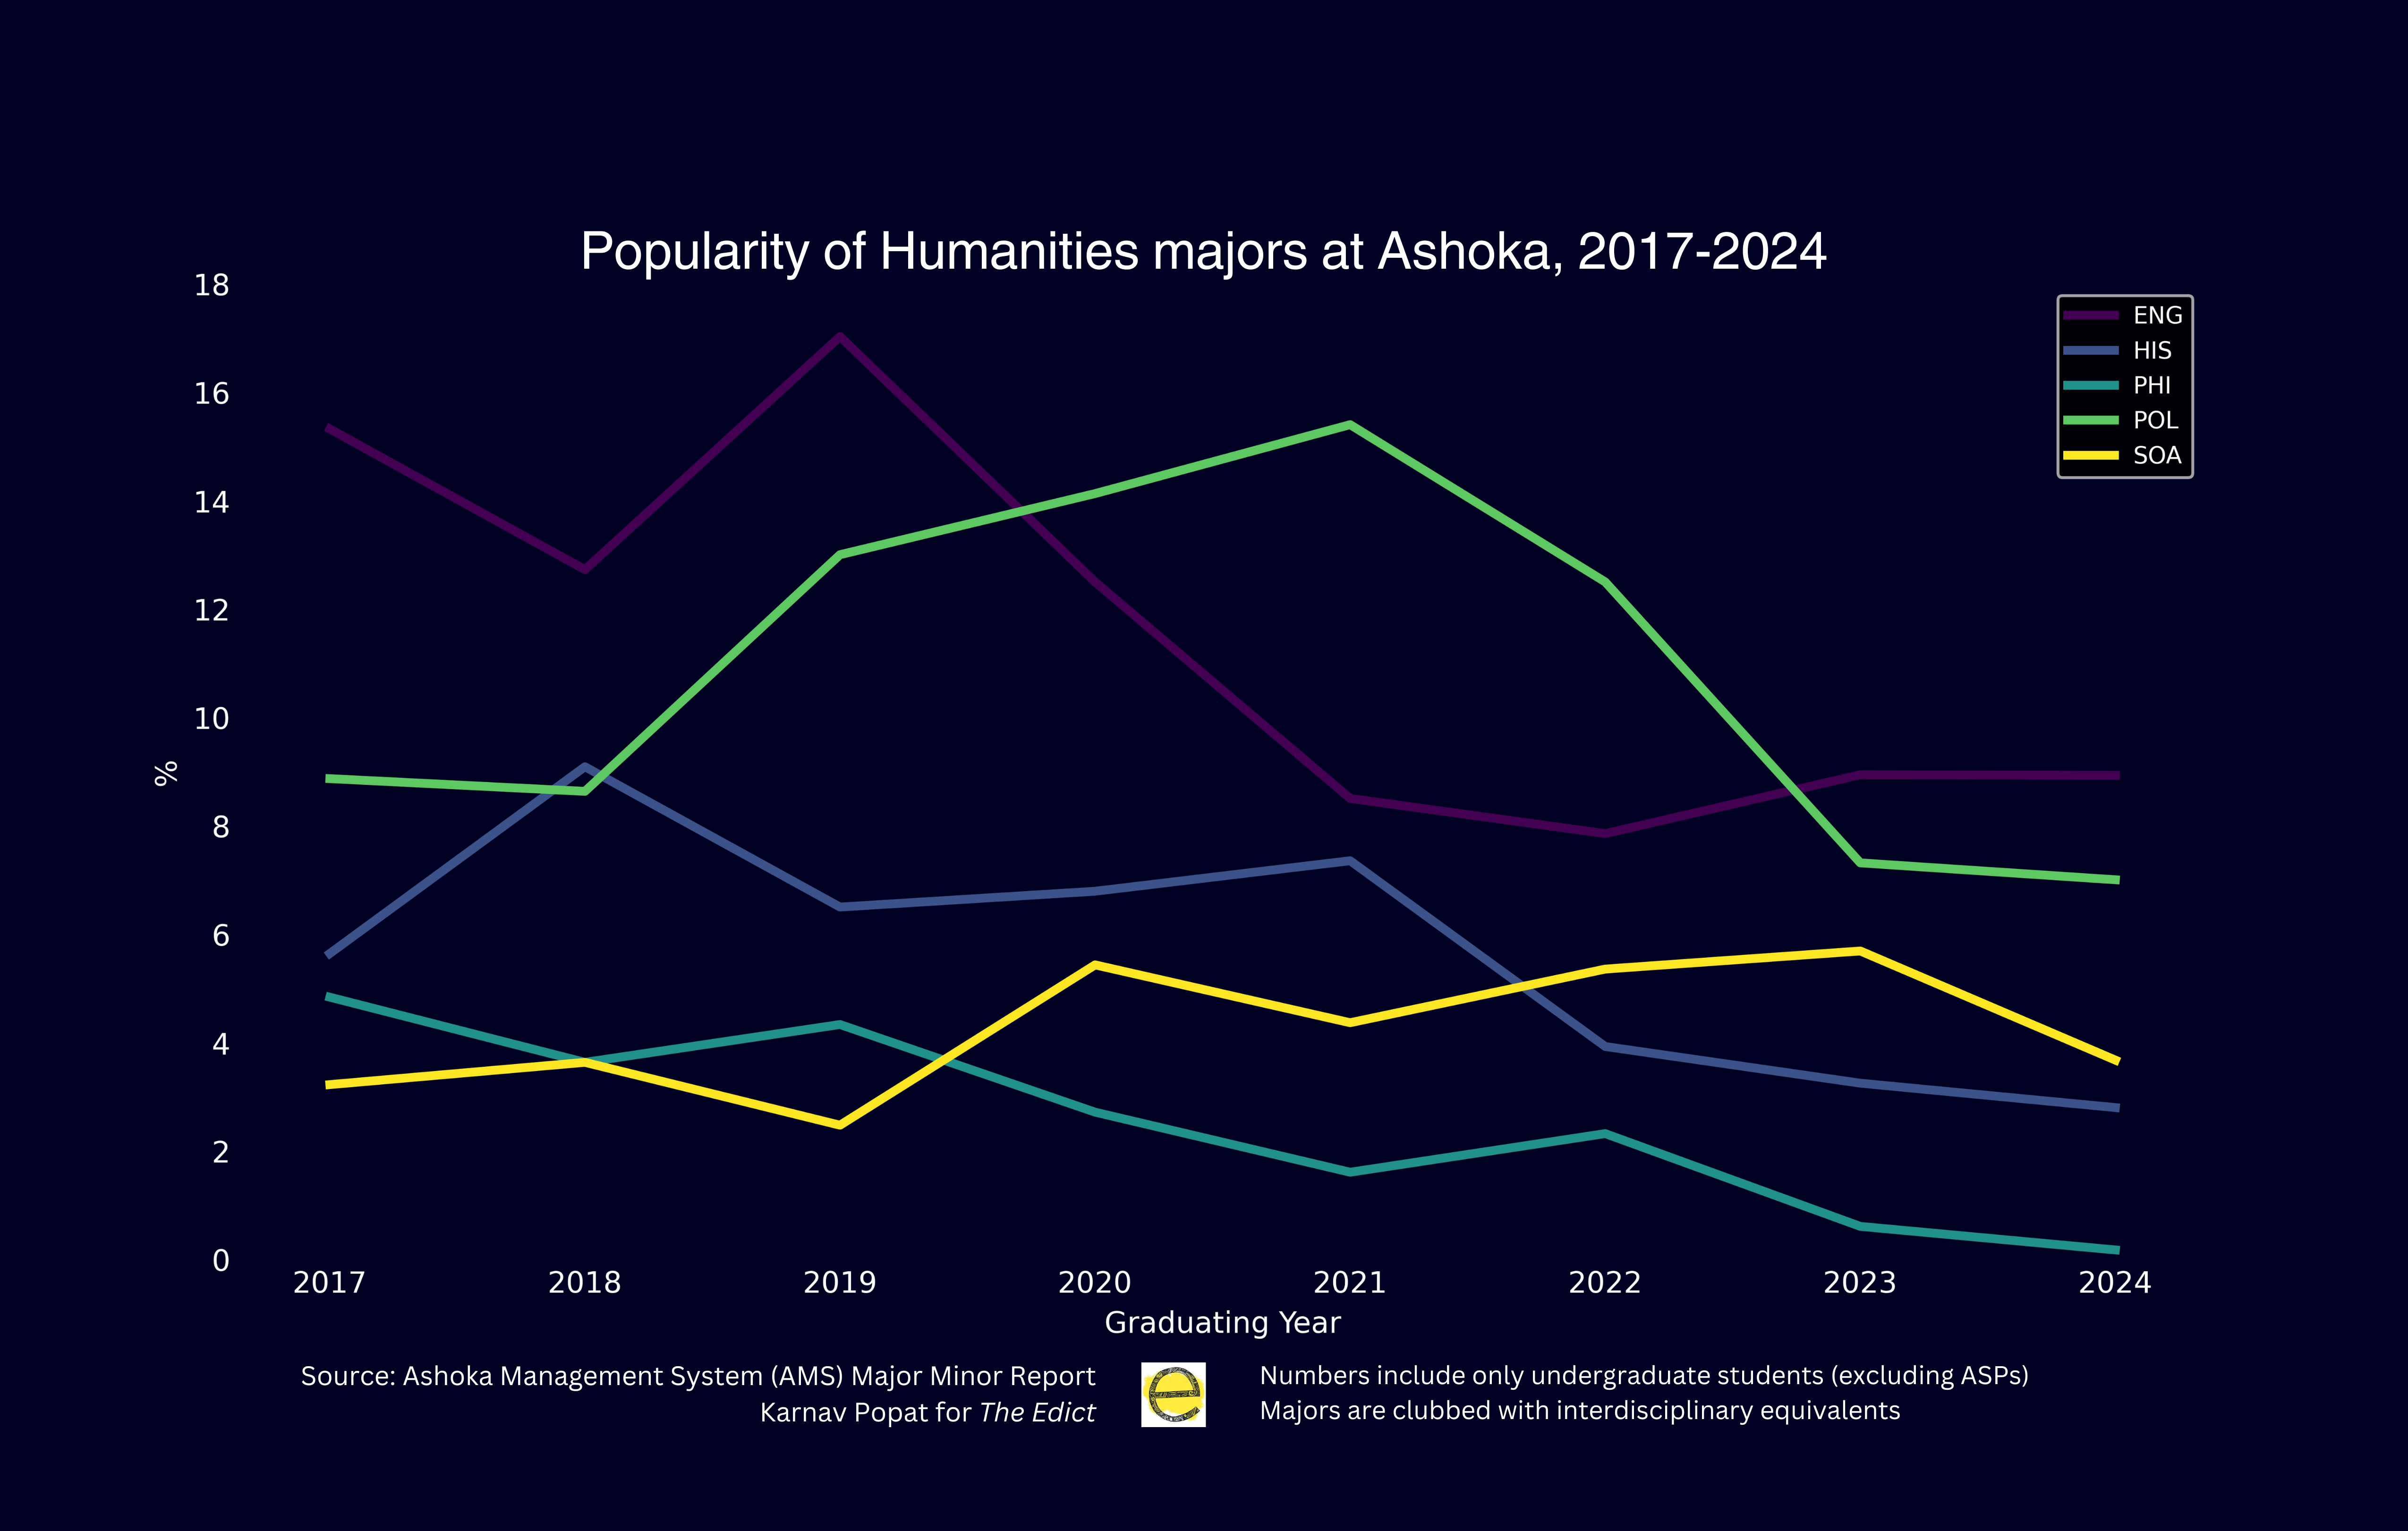 Popularity of Humanities majors at Ashoka, 2017-2024
18
16
14
12
10
8
6
4
2
0
%
ENG
HIS
PHI
POL
SOA
2017 2018 2019 2020 2021 2022 2023 2024
Graduating Year
Source: Ashoka Management System (AMS) Major Minor Report
Karnav Popat for The Edict
e
Numbers include only undergraduate students (excluding ASPs)
Majors are clubbed with interdisciplinary equivalents